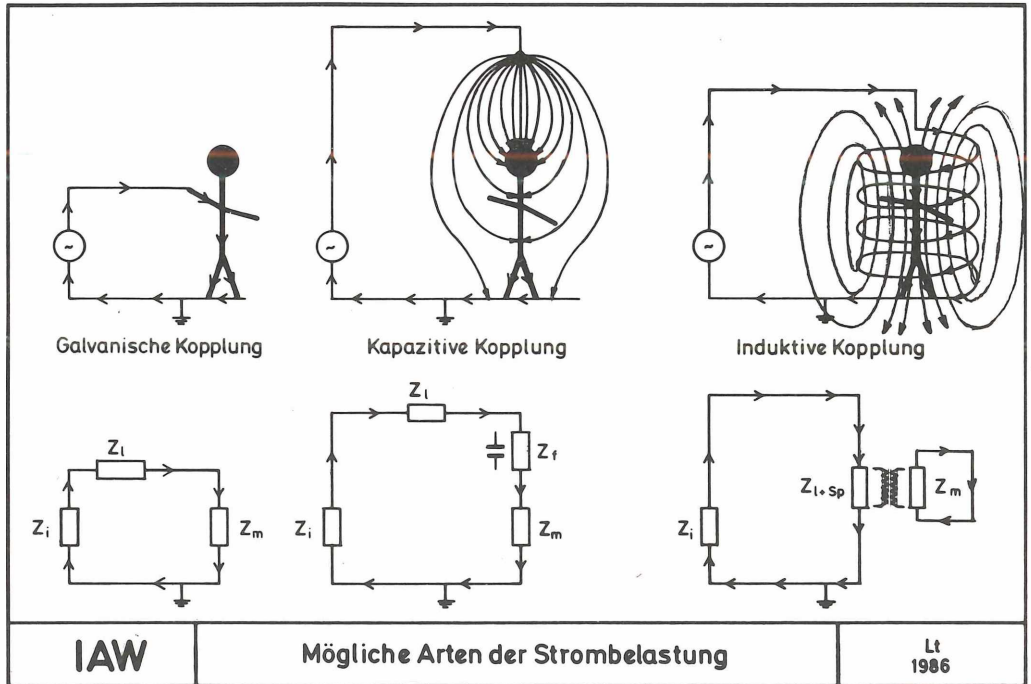 ~
~
~
Galvanische Kopplung
Kapazitive Kopplung
Induktive Kopplung
Zl
Zi
Zm
Zl
Zf
Zi
Zm
Zl+Sp
Zm
Zi
IAW
Mögliche Arten der Strombelastung
Lt
1986